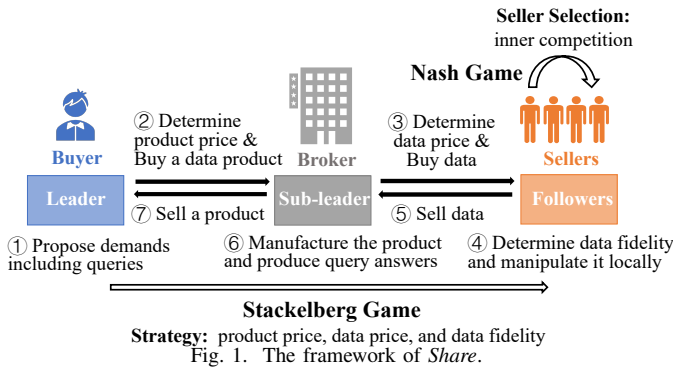 Seller Selection:
inner competition
Nash Game
② Determine
product price &
Buy a data product
③ Determine
data price &
Buy data
Buyer
Broker
Sellers
Leader
Sub-leader
Followers
⑦ Sell a product
⑤ Sell data
① Propose demands
including queries
⑥ Manufacture the product
and produce query answers
④ Determine data fidelity
and manipulate it locally
Stackelberg Game
Strategy: product price, data price, and data fidelity
Fig. 1. The framework of Share.